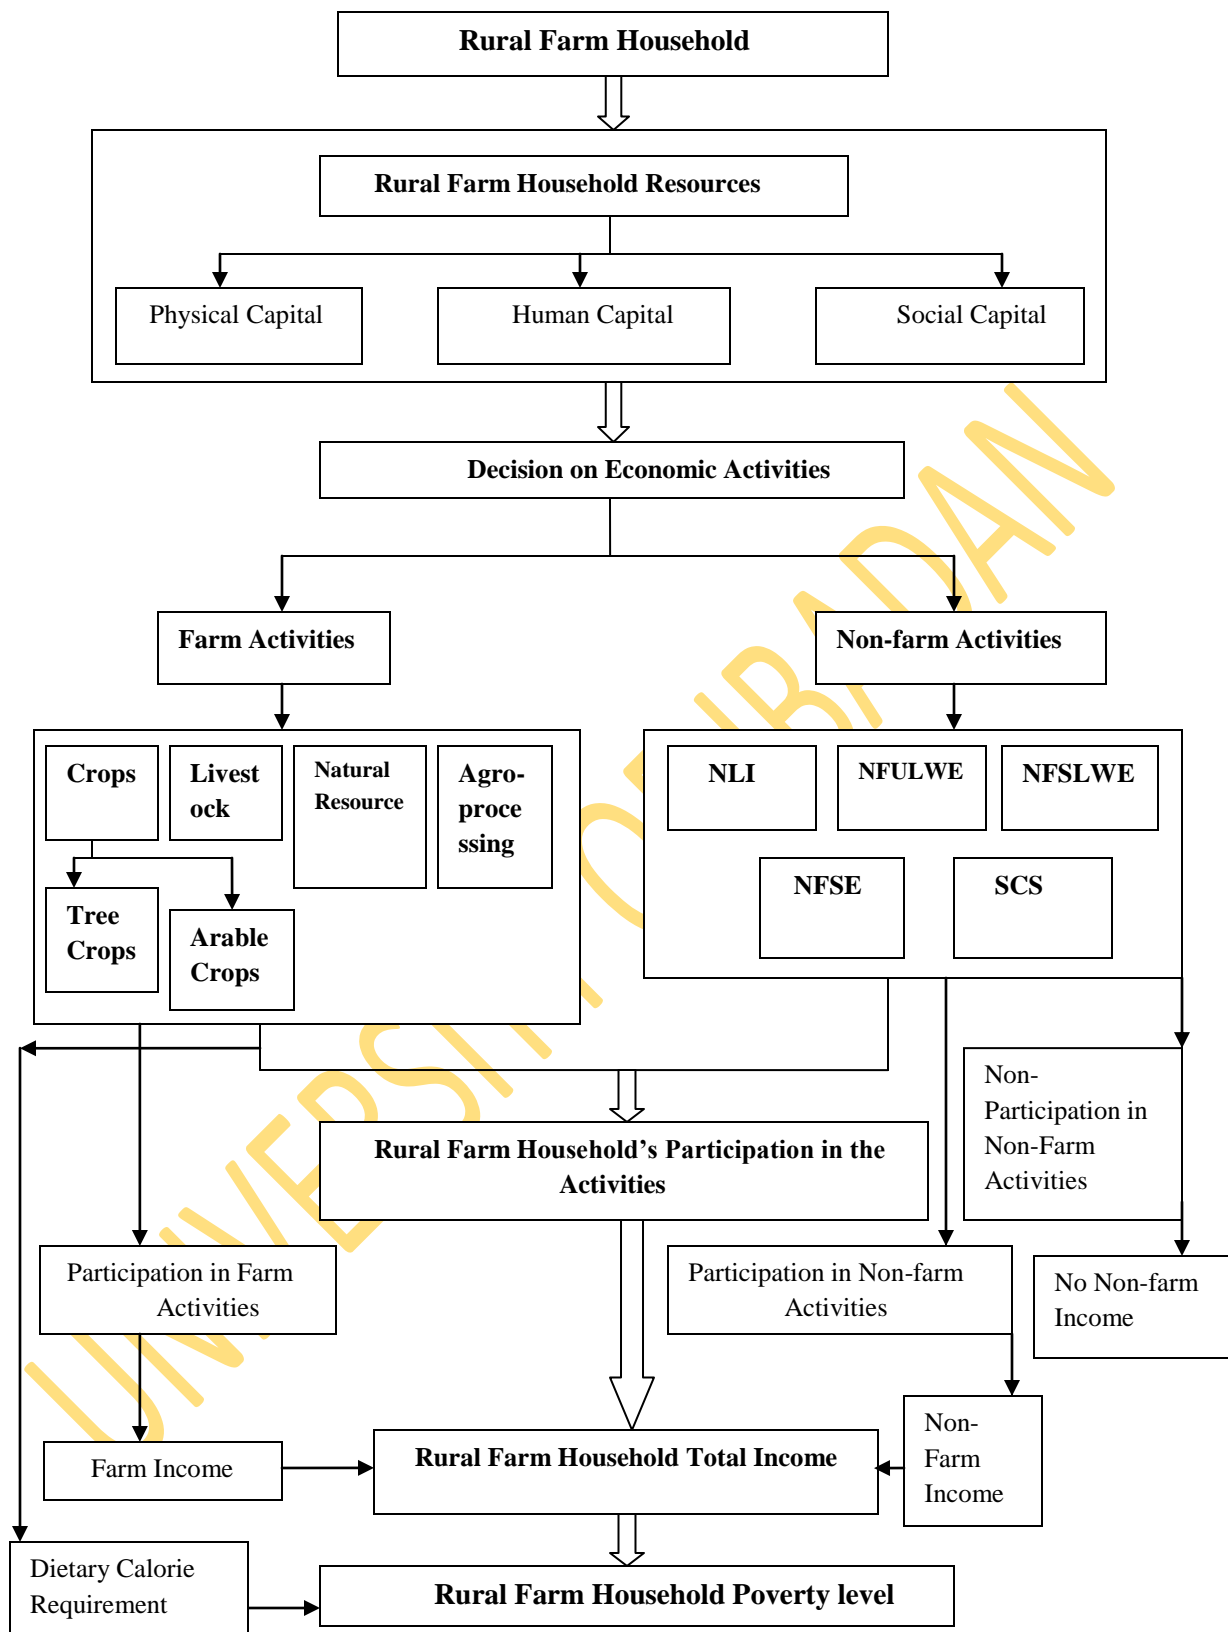 Rural Farm Household
Rural Farm Household Resources
Physical Capital
Human Capital
Social Capital
Decision on Economic Activities
Farm Activities
Non-farm Activities
Crops
Livest
ock
Natural
Resource
Agro-
proce
ssing
Tree
Crops
Arable
Crops
NLI
NFULWE
NFSLWE
NFSE
SCS
Non-
Participation in
Non-Farm
Activities
Rural Farm Household’s Participation in the
Activities
Participation in Farm
Activities
Participation in Non-farm
Activities
No Non-farm
Income
Farm Income
Rural Farm Household Total Income
Non-
Farm
Income
Dietary Calorie
Requirement
Rural Farm Household Poverty level
UNIVERSITY OF IBADAN